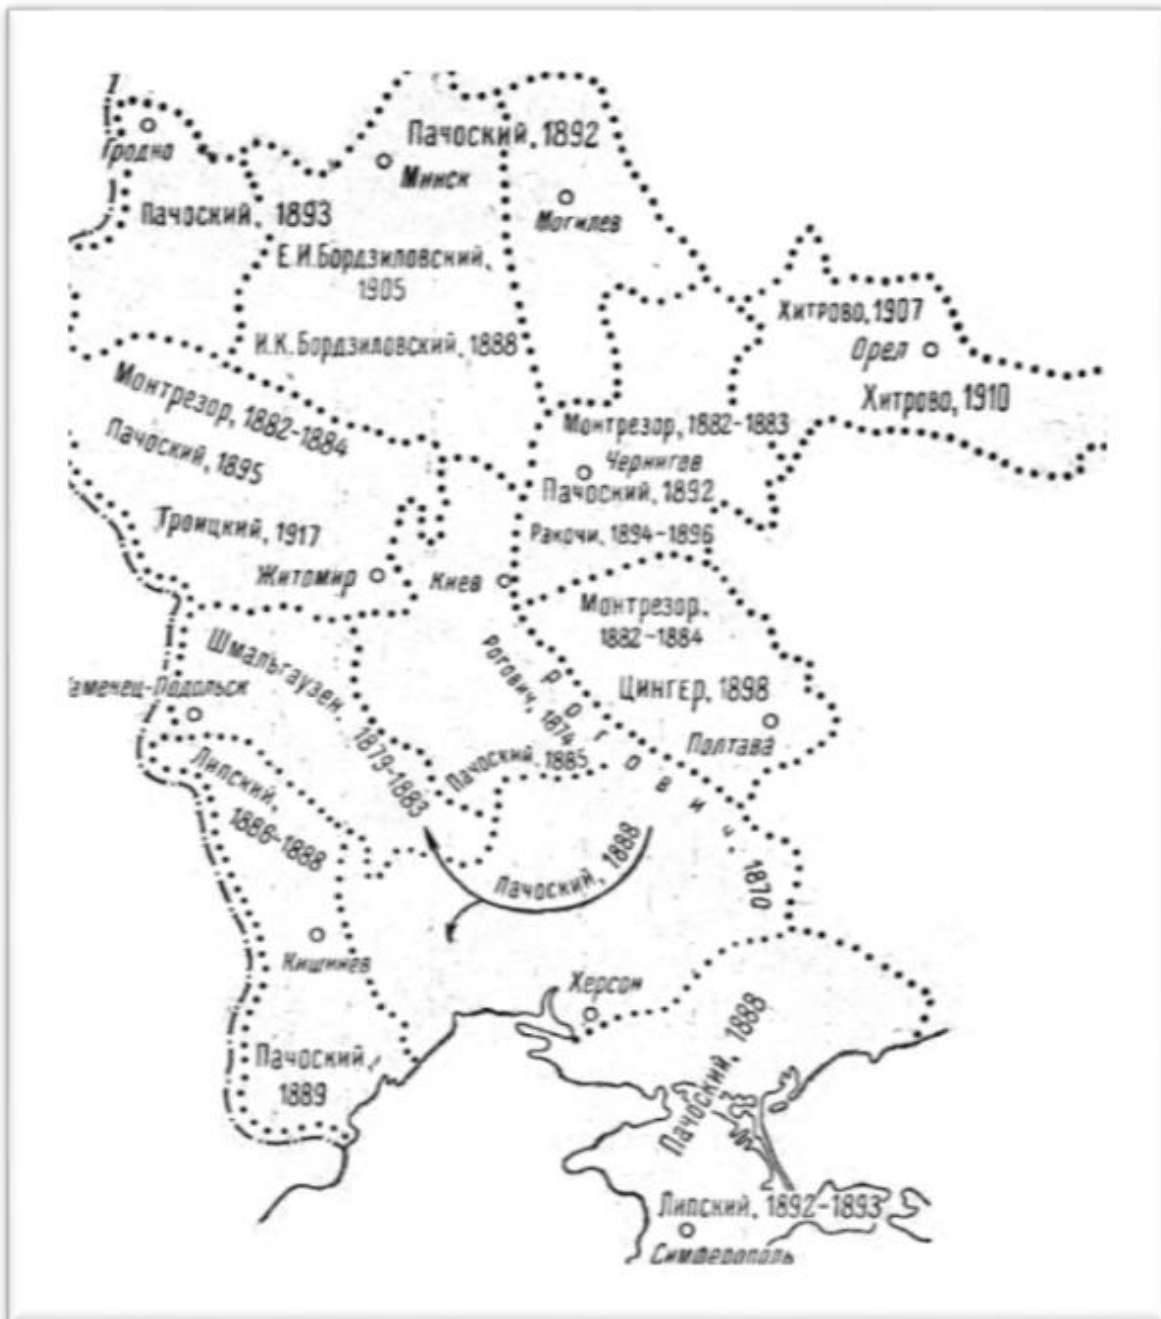 Гродно
Пачоский, 1892
Минск
Могилев
Пачоский, 1893
Е.И.Бордзиловский,
1905
И.К.Бордзиловский, 1888
Хитрово, 1907
Орел
Хитрово, 1910
Монтрезор, 1882-1884
Пачоский, 1895
Троицкий, 1917
Житомир
Монтрезор, 1882-1883
Чернигов
Пачоский, 1892
Ракочи, 1894-1896
Киев
Монтрезор,
1882-1884
Цингер, 1898
Полтава
Шмальгаузен, 1879-1883
Рогович, 1874
Рогович, 1870
аменец-Подольск
Пачоский, 1885
Липский,
1886-1888
Пачоский, 1888
Кишинев
Херсон
Пачоский,
1889
Пачоский, 1888
Липский, 1892-1893
Симферополь